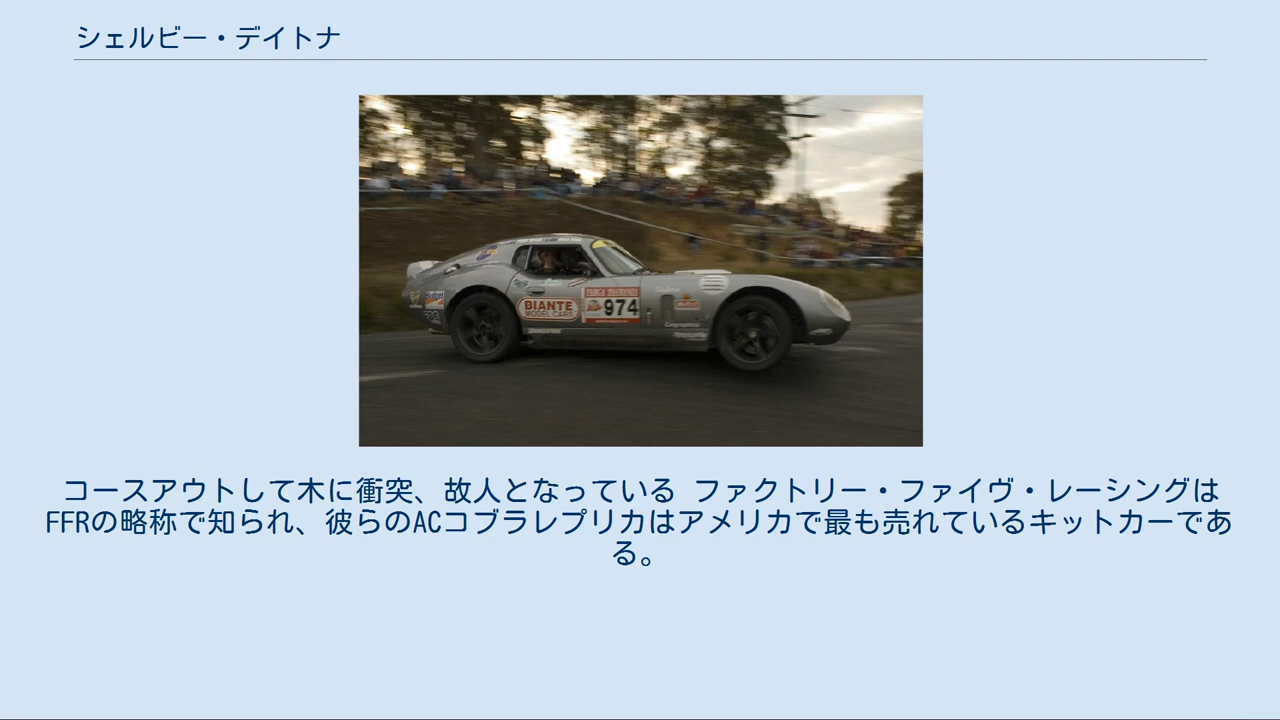 シェルビー・デイトナ
BIANTE
MODEL CARS
974
コースアウトして木に衝突、故人となっている ファクトリー・ファイヴ・レーシングは
FFRの略称で知られ、彼らのACコブラレプリカはアメリカで最も売れているキットカーであ
る。